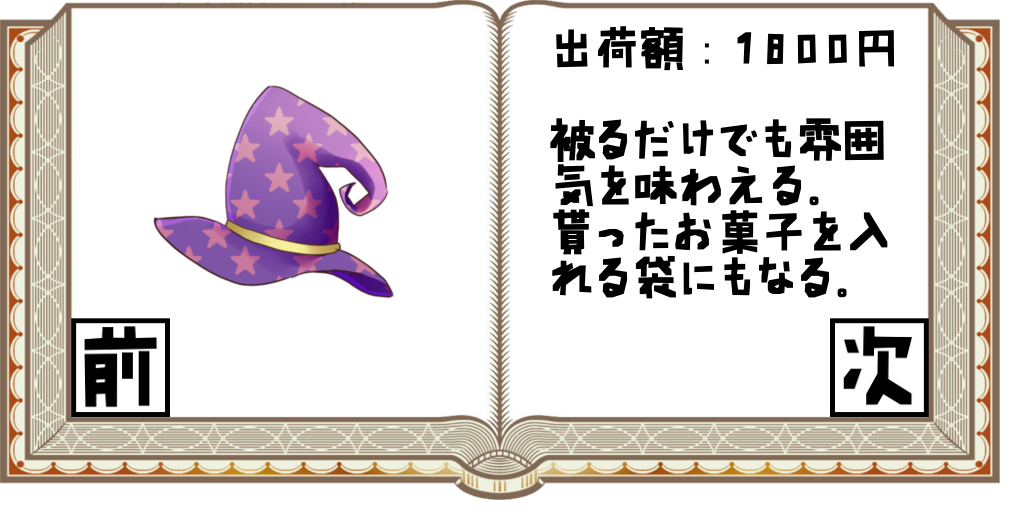 出荷額：1800円
被るだけでも雰囲
気を味わえる。
貰ったお菓子を入
れる袋にもなる。
前
次